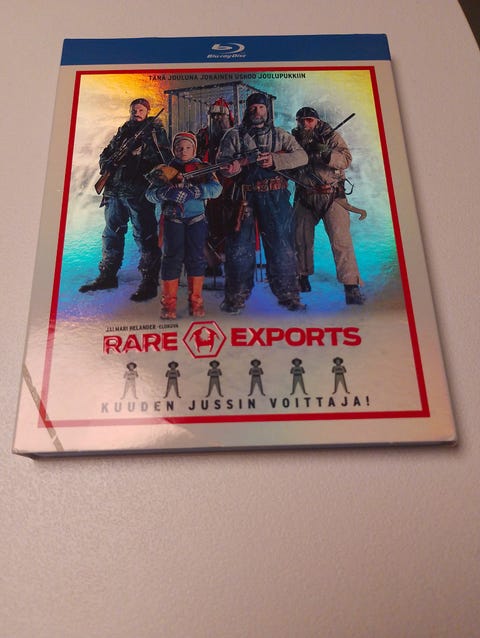 Blu-ray Disc
TÄNÄ JOULUNA JOKAINEN USKOO JOULUPUKKIIN
JALMARI HELANDER -ELOKUVA
RARE EXPORTS
KUUDEN JUSSIN VOITTAJA!